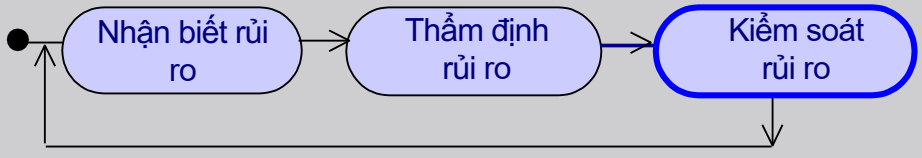 Nhận biết rủi
ro
Thẩm định
rủi ro
Kiểm soát
rủi ro